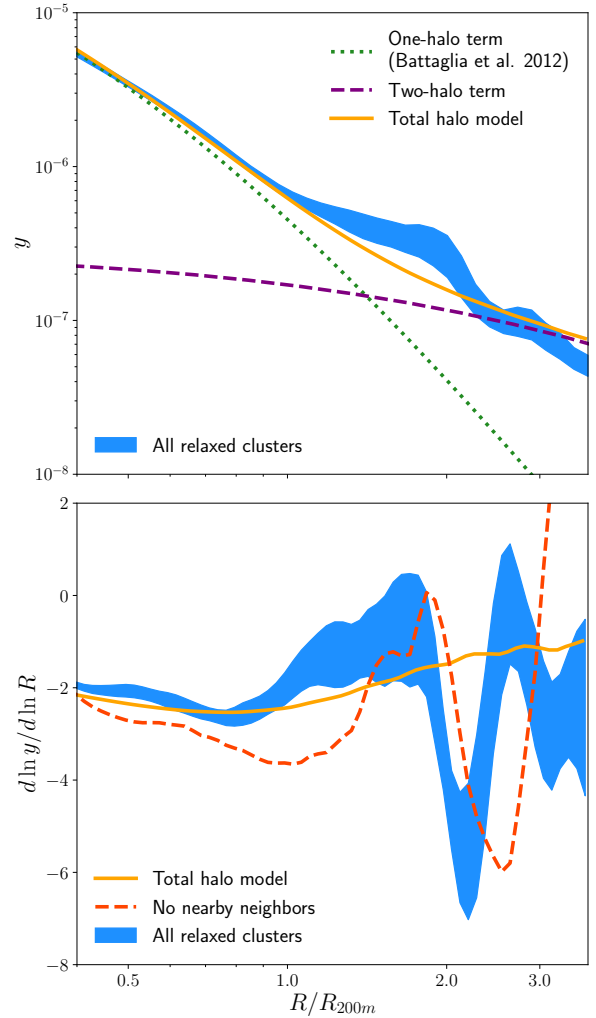 10⁻⁵
10⁻⁶
10⁻⁷
10⁻⁸
y
One-halo term
(Battaglia et al. 2012)
Two-halo term
Total halo model
All relaxed clusters
2
0
−2
−4
−6
−8
d ln y/d ln R
Total halo model
No nearby neighbors
All relaxed clusters
0.5 1.0 2.0 3.0
R/R₂₀₀ₘ